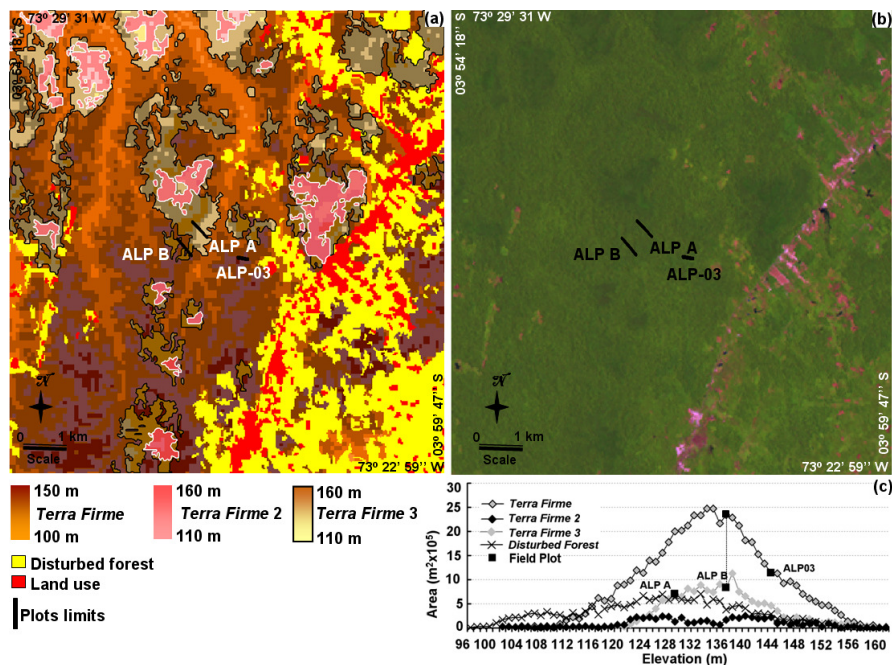 (a)
73º 29' 31 W
03º 54' 18'' S
ALP A
ALP B
ALP-03
N
0 1 km
Scale
03º 59' 47'' S
73º 22' 59'' W
(b)
73º 29' 31 W
03º 54' 18'' S
ALP A
ALP B
ALP-03
N
0 1 km
Scale
03º 59' 47'' S
73º 22' 59'' W
150 m
Terra Firme
100 m
160 m
Terra Firme 2
110 m
160 m
Terra Firme 3
110 m
Disturbed forest
Land use
Plots limits
(c)
Area (m²x10⁵)
30
25
20
15
10
5
0
Terra Firme
Terra Firme 2
Terra Firme 3
Disturbed Forest
Field Plot
ALP A
ALP B
ALP03
96 100 104 108 112 116 120 124 128 132 136 140 144 148 152 156 160
Elevation (m)